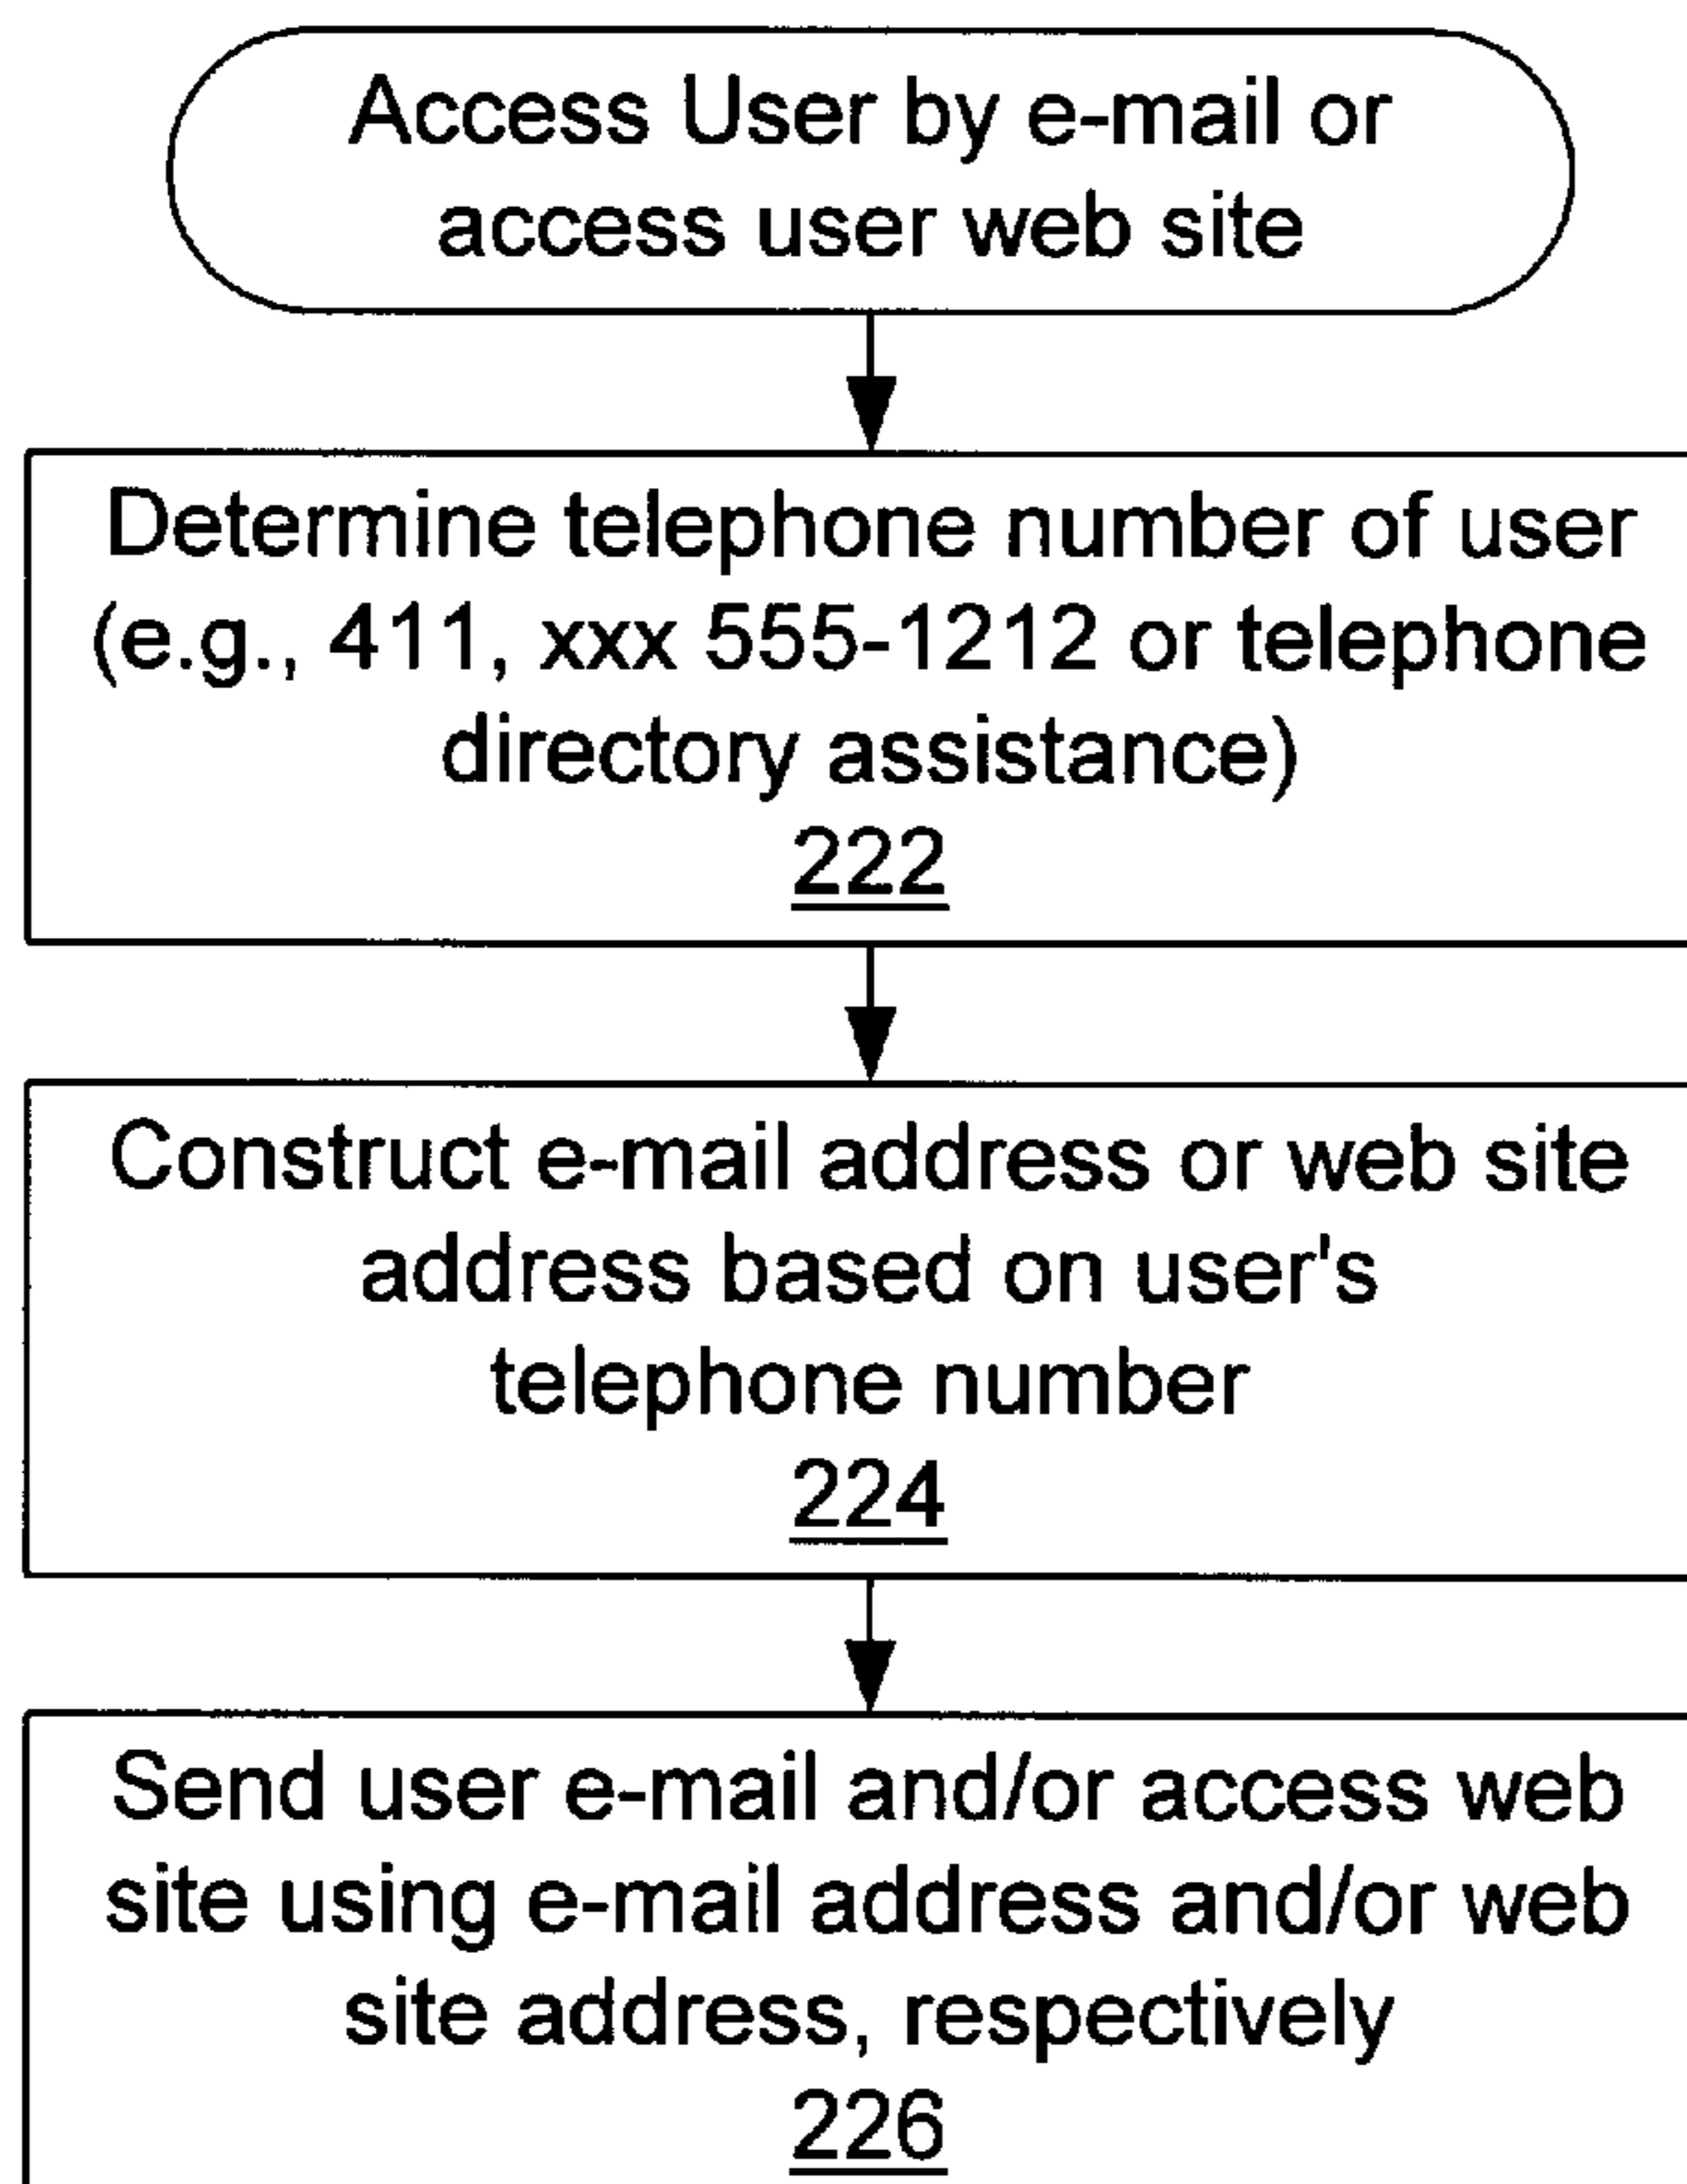 Access User by e-mail or
access user web site
Determine telephone number of user
(e.g., 411, xxx 555-1212 or telephone
directory assistance)
222
Construct e-mail address or web site
address based on user's
telephone number
224
Send user e-mail and/or access web
site using e-mail address and/or web
site address, respectively
226